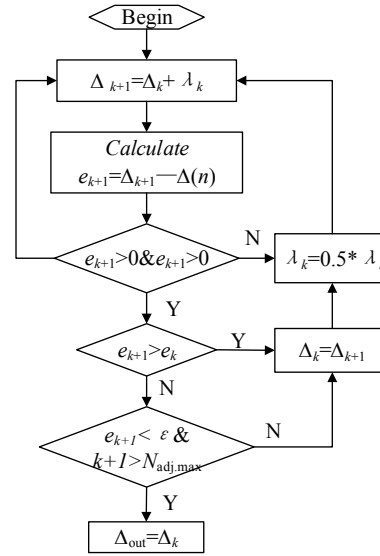 Begin
Δk+1=Δk+ λk
Calculate
ek+1=Δk+1—Δ(n)
ek+1>0&ek+1>0
N
λk=0.5* λ
Y
ek+1>ek
Y
Δk=Δk+1
N
ek+1< ε &
k+1>Nadj.max
N
Y
Δout=Δk